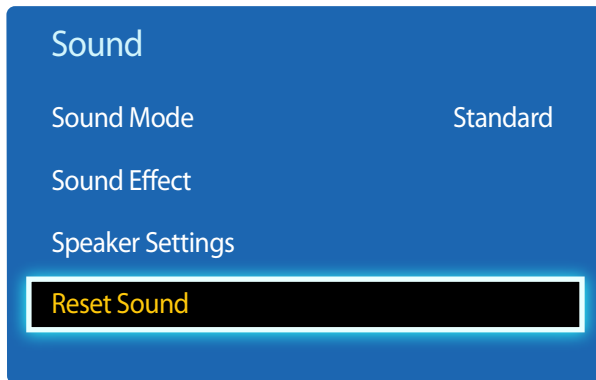 Sound
Sound Mode Standard
Sound Effect
Speaker Settings
Reset Sound